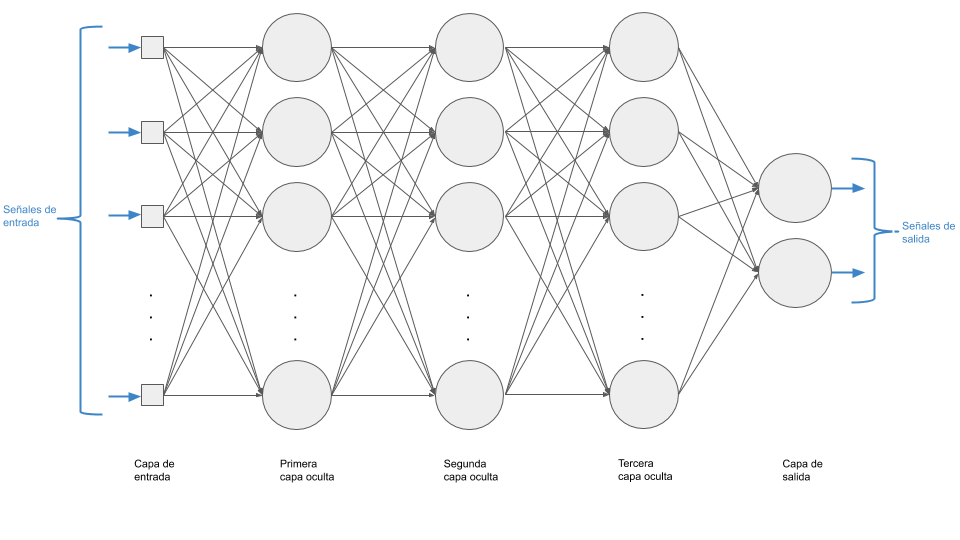 Señales de
entrada
Señales de
salida
Capa de
entrada
Primera
capa oculta
Segunda
capa oculta
Tercera
capa oculta
Capa de
salida